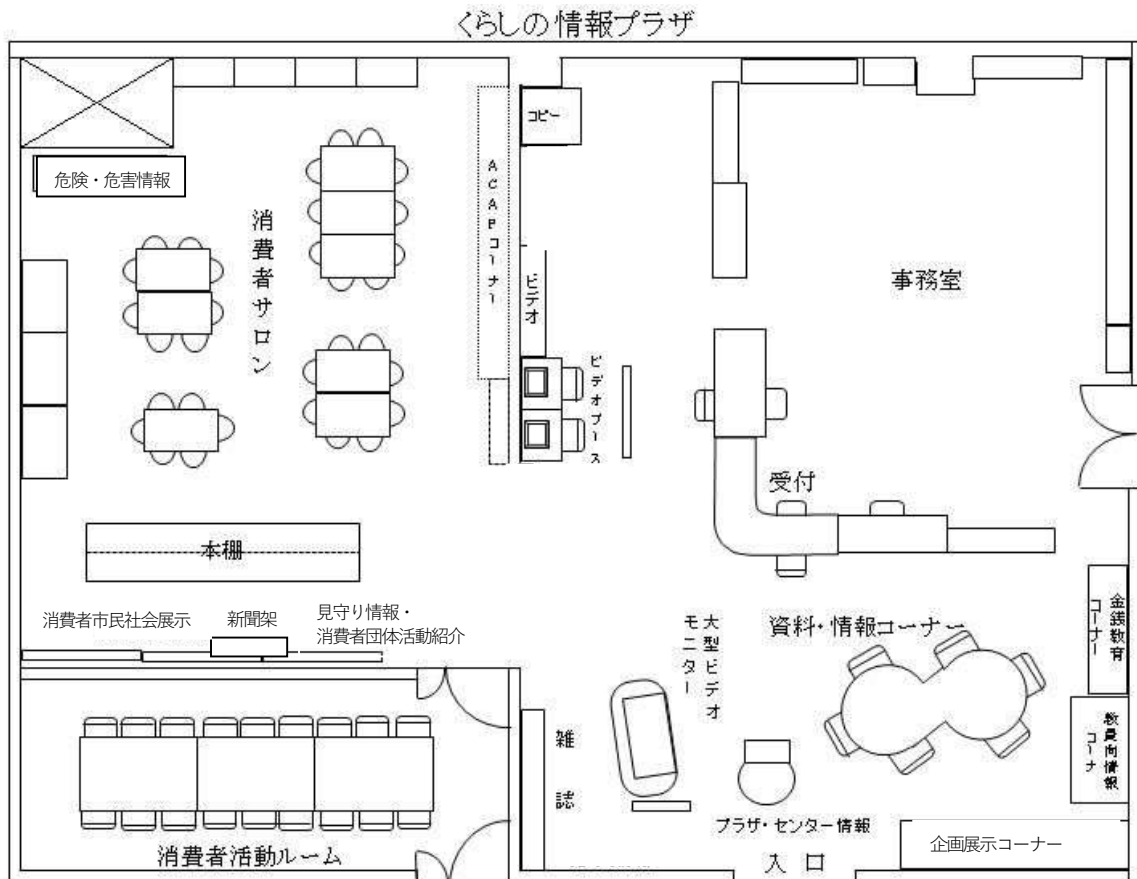 くらしの情報プラザ
コピー
危険・危害情報
消費者サロン
ACAPコーナー
ビデオ
ビデオブース
事務室
受付
本棚
消費者市民社会展示
新聞架
見守り情報・
消費者団体活動紹介
大型ビデオ
モニター
資料・情報コーナー
金銭教育
コーナー
教員向情報
コーナ
雑誌
プラザ・センター情報
企画展示コーナー
消費者活動ルーム
入口